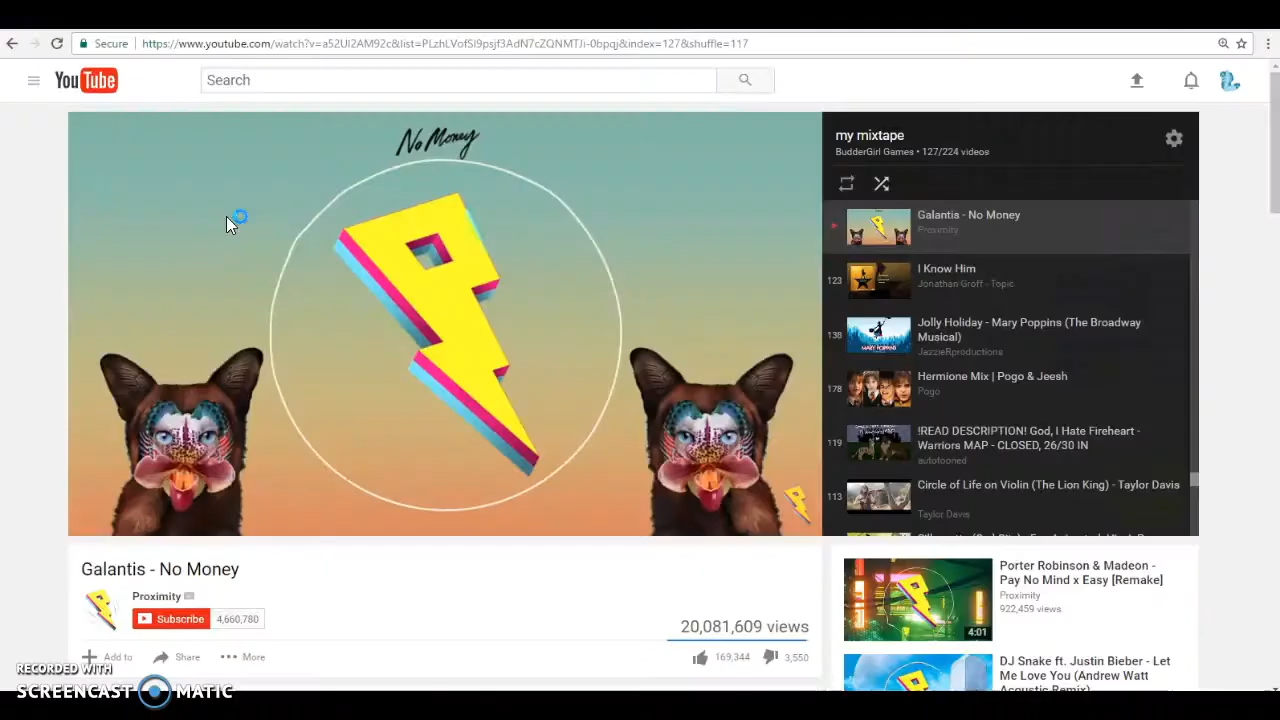 Secure
https://www.youtube.com/watch?v=a52UI2AM92c&list=PLzhLVofSI9psjf3AdN7cZQNMTJi-0bpqj&index=127&shuffle=117
YouTube
Search
No Money
my mixtape
BudderGirl Games • 127/224 videos
Galantis - No Money
Proximity
123
I Know Him
Jonathan Groff - Topic
138
Jolly Holiday - Mary Poppins (The Broadway
Musical)
JazzieRproductions
178
Hermione Mix | Pogo & Jeesh
Pogo
119
!READ DESCRIPTION! God, I Hate Fireheart -
Warriors MAP - CLOSED, 26/30 IN
autotooned
113
Circle of Life on Violin (The Lion King) - Taylor Davis
Taylor Davis
Galantis - No Money
Proximity
Subscribe
4,660,780
20,081,609 views
Add to
Share
More
169,344
3,550
Porter Robinson & Madeon -
Pay No Mind x Easy [Remake]
Proximity
922,459 views
4:01
DJ Snake ft. Justin Bieber - Let
Me Love You (Andrew Watt
Acoustic Remix)
RECORDED WITH
SCREENCAST MATIC